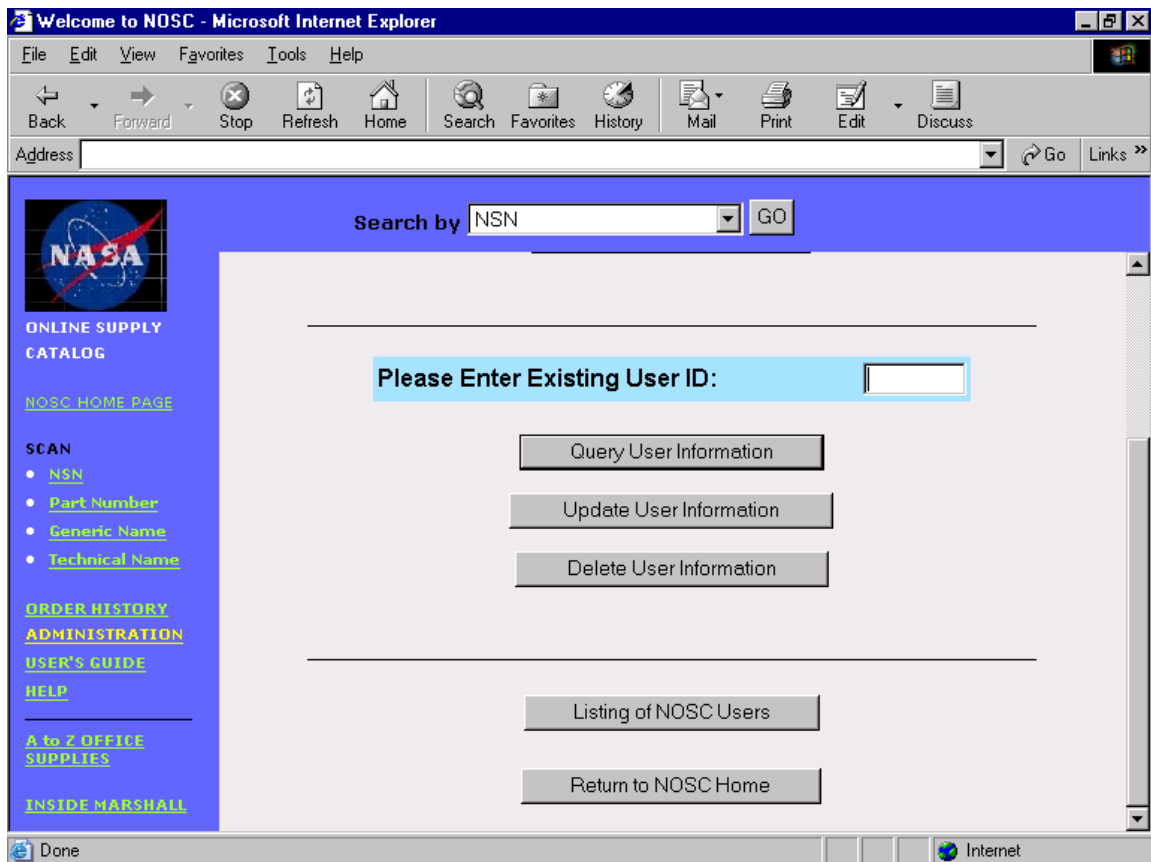 Welcome to NOSC - Microsoft Internet Explorer
File Edit View Favorites Tools Help
Back Forward Stop Refresh Home Search Favorites History Mail Print Edit Discuss
Address Go Links »
NASA
Search by NSN GO
ONLINE SUPPLY
CATALOG
NOSC HOME PAGE
SCAN
• NSN
• Part Number
• Generic Name
• Technical Name
ORDER HISTORY
ADMINISTRATION
USER'S GUIDE
HELP
A to Z OFFICE
SUPPLIES
INSIDE MARSHALL
Please Enter Existing User ID:
Query User Information
Update User Information
Delete User Information
Listing of NOSC Users
Return to NOSC Home
Done Internet